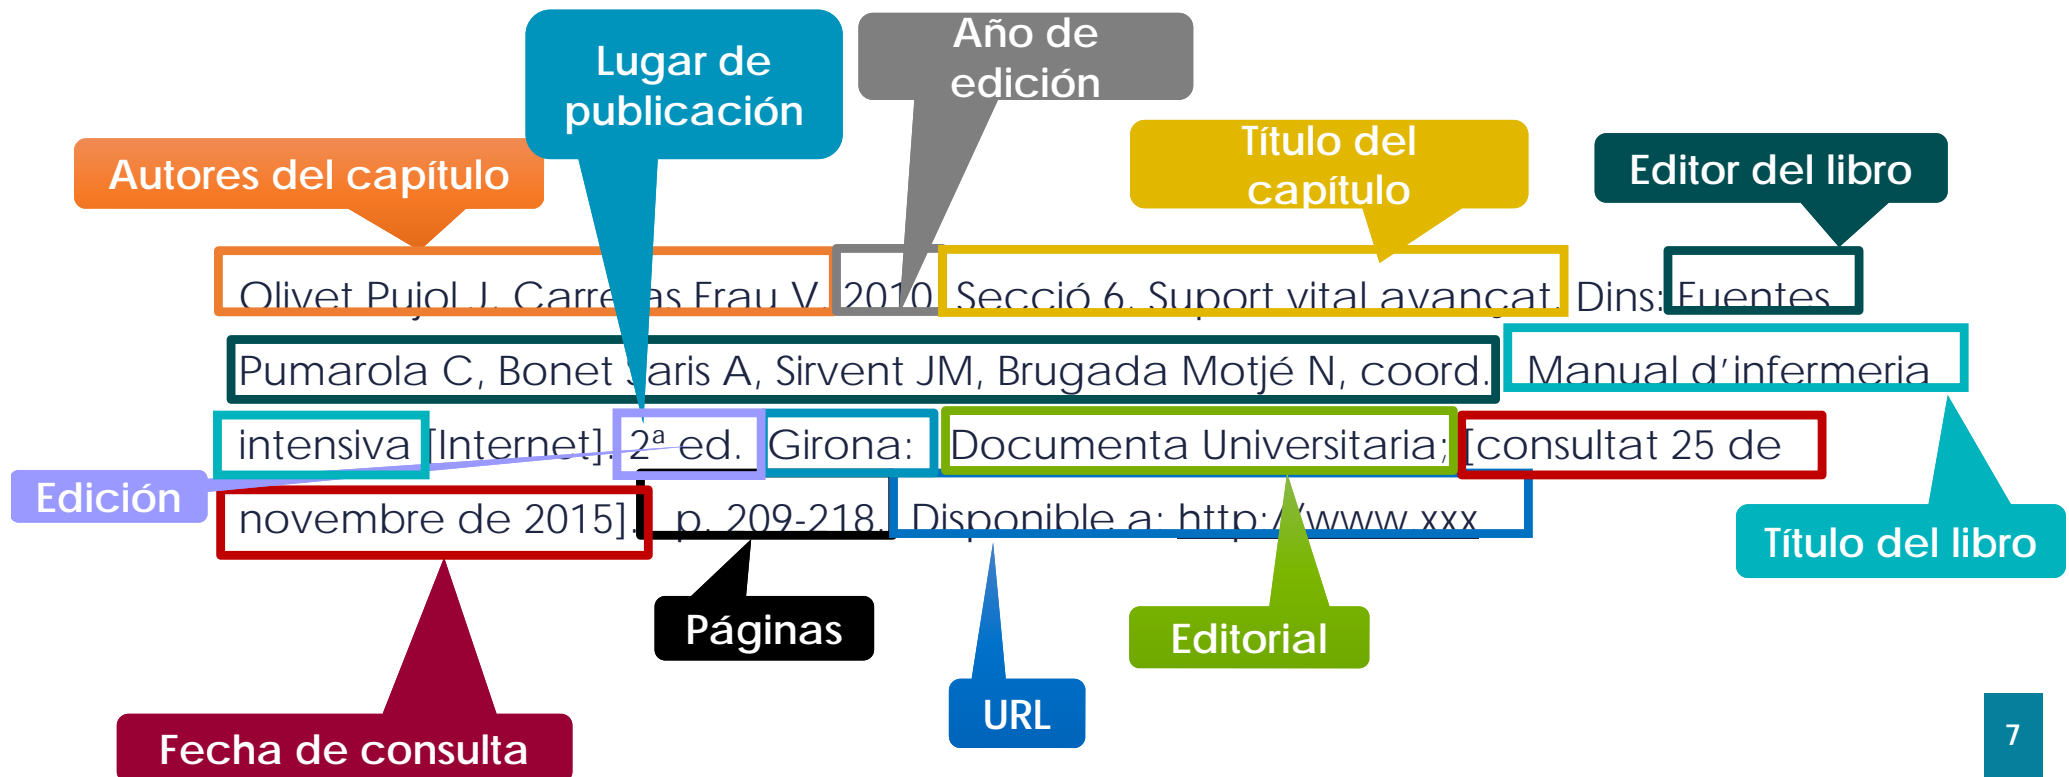 Año de
edición
Lugar de
publicación
Título del
capítulo
Autores del capítulo
Editor del libro
Olivet Pujol J, Carreras Frau V. 2010. Secció 6. Suport vital avançat. Dins: Fuentes
Pumarola C, Bonet Saris A, Sirvent JM, Brugada Motjé N, coord. Manual d’infermeria
intensiva [Internet]. 2ª ed. Girona: Documenta Universitaria; [consultat 25 de
Edición
novembre de 2015]. p. 209-218. Disponible a: http://www.xxx
Título del libro
Páginas
Editorial
URL
Fecha de consulta
7